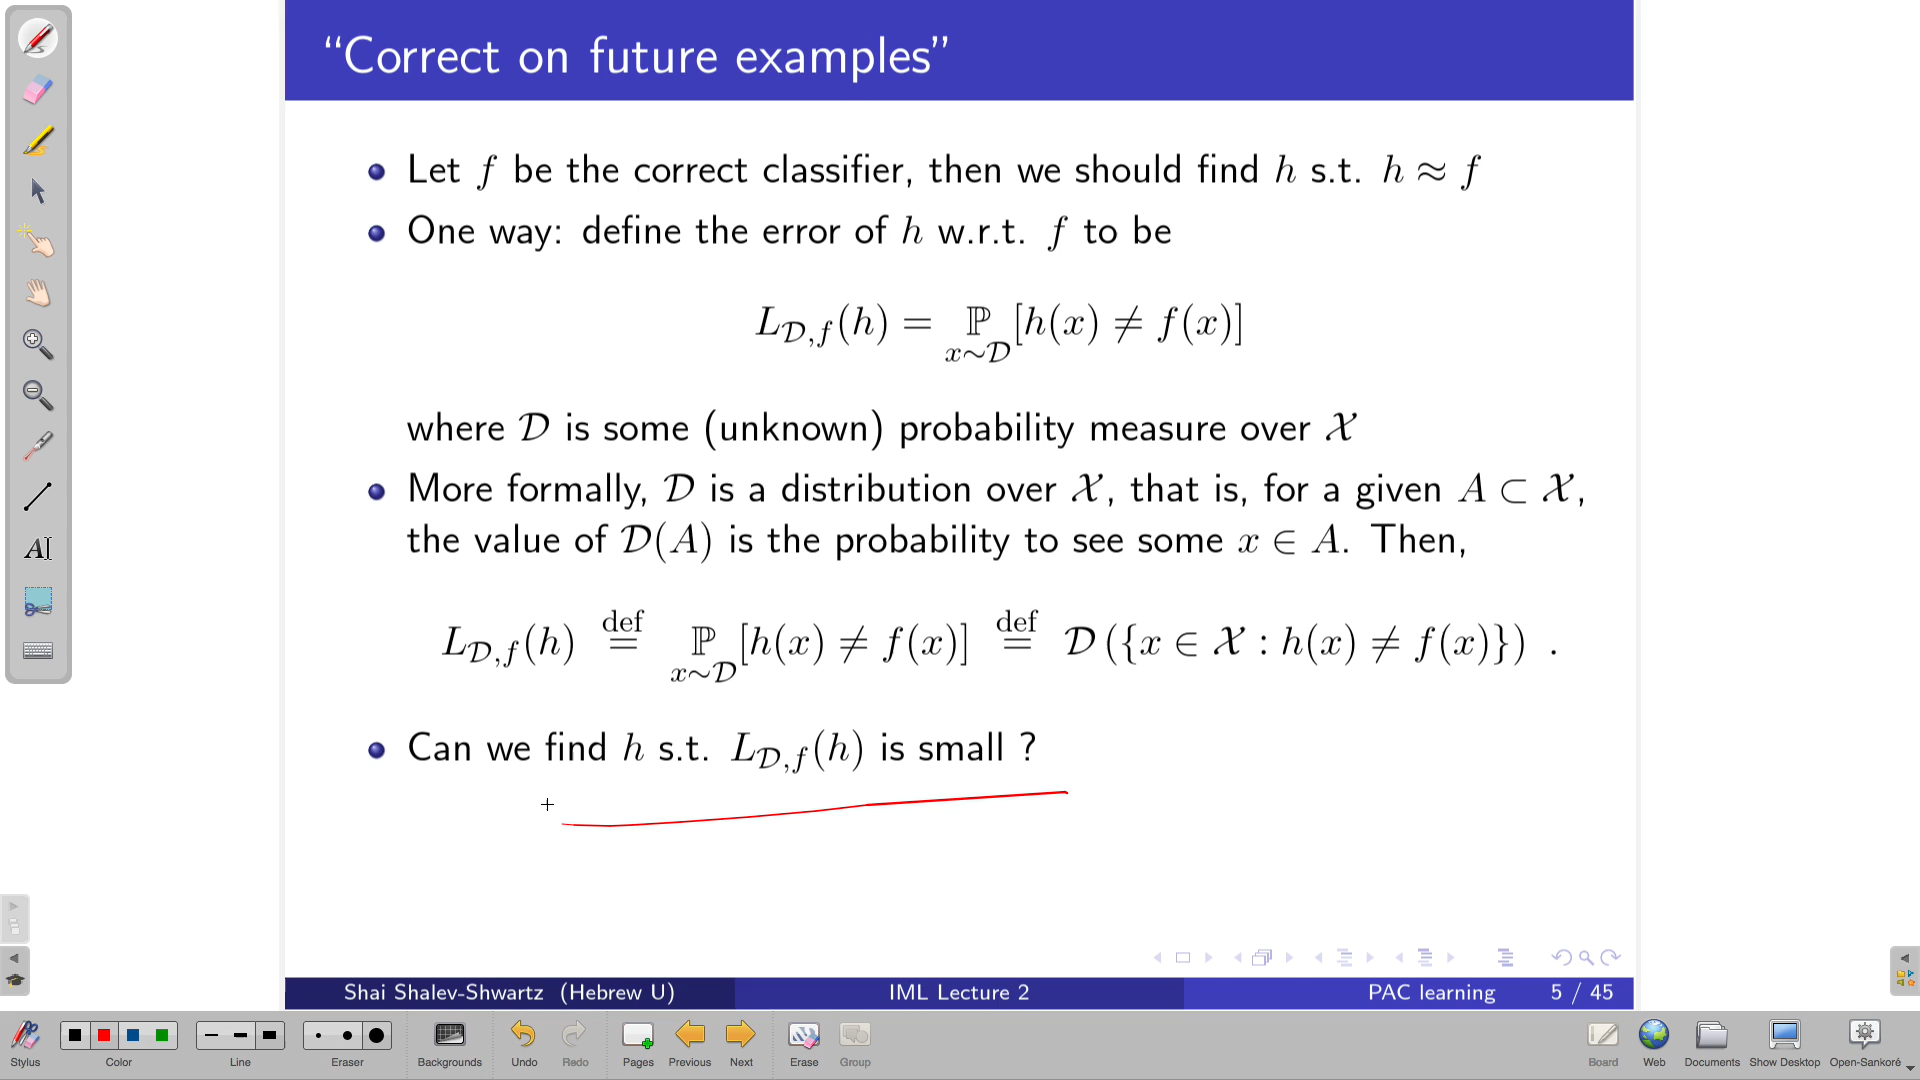 “Correct on future examples”
Let f be the correct classifier, then we should find h s.t. h ≈ f
One way: define the error of h w.r.t. f to be
L_{𝒟,f}(h) = ℙ_{x∼𝒟}[h(x) ≠ f(x)]
where 𝒟 is some (unknown) probability measure over 𝒳
More formally, 𝒟 is a distribution over 𝒳, that is, for a given A ⊂ 𝒳,
the value of 𝒟(A) is the probability to see some x ∈ A. Then,
L_{𝒟,f}(h) def= ℙ_{x∼𝒟}[h(x) ≠ f(x)] def= 𝒟({x ∈ 𝒳 : h(x) ≠ f(x)}) .
Can we find h s.t. L_{𝒟,f}(h) is small ?
Shai Shalev-Shwartz (Hebrew U) IML Lecture 2 PAC learning 5 / 45
Stylus Color Line Eraser Backgrounds Undo Redo Pages Previous Next Erase Group Board Web Documents Show Desktop Open-Sankoré